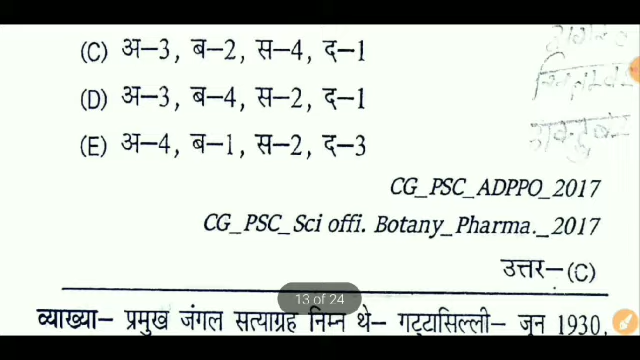 (C) अ–3, ब–2, स–4, द–1
(D) अ–3, ब–4, स–2, द–1
(E) अ–4, ब–1, स–2, द–3
CG_PSC_ADPPO_2017
CG_PSC_Sci offi. Botany_Pharma._2017
उत्तर–(C)
13 of 24
व्याख्या– प्रमुख जंगल सत्याग्रह निम्न थे– गट्टासिल्ली– जून 1930,